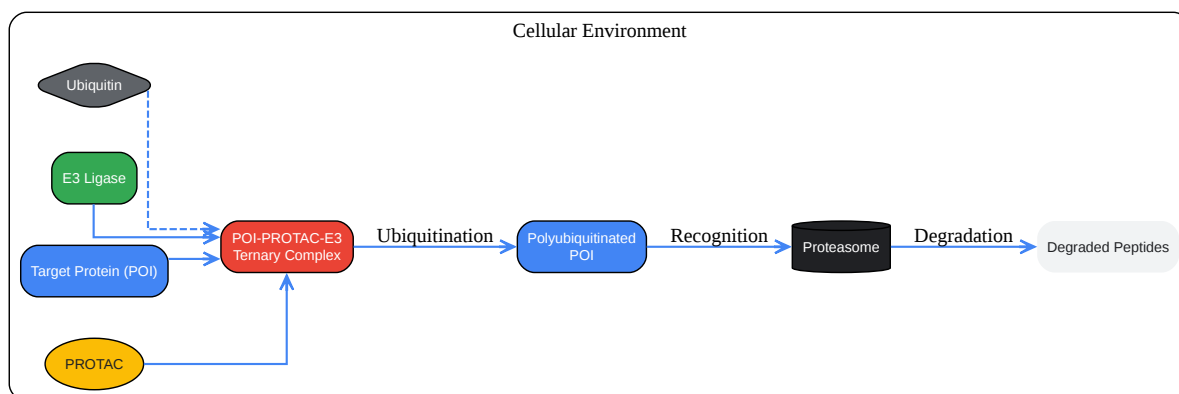 Cellular Environment
Ubiquitin
E3 Ligase
Target Protein (POI)
PROTAC
POI-PROTAC-E3
Ternary Complex
Ubiquitination
Polyubiquitinated
POI
Recognition
Proteasome
Degradation
Degraded Peptides